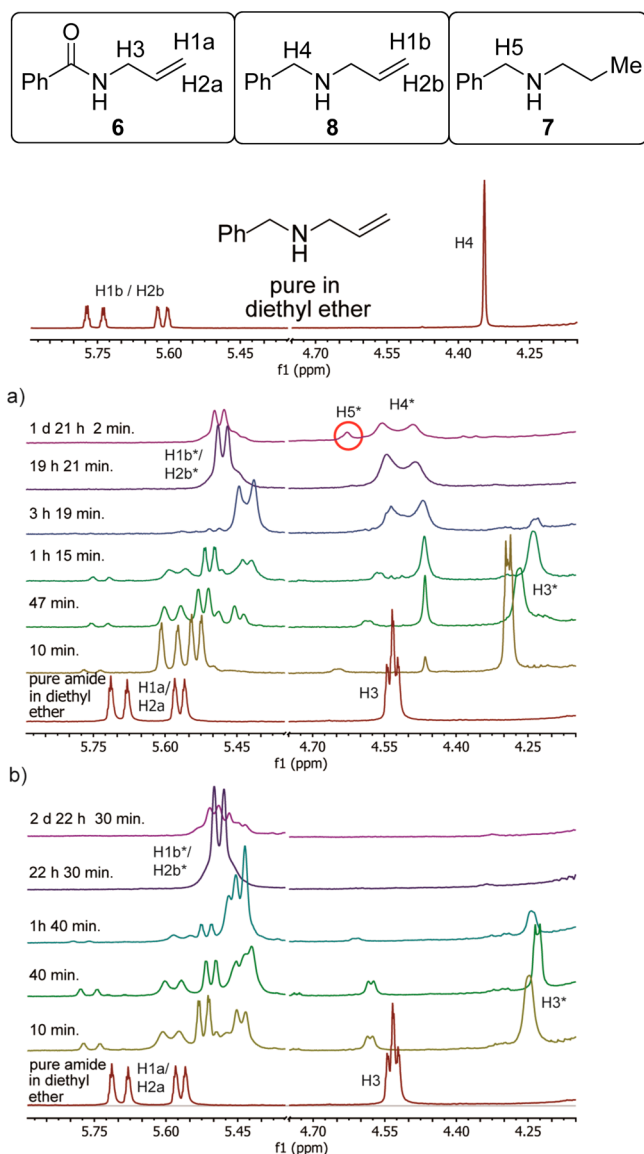 O
H3
H1a
Ph
N
H
H2a
6
H4
H1b
Ph
N
H
H2b
8
H5
Me
Ph
N
H
7
Ph
N
H
pure in
diethyl ether
H4
H1b / H2b
5.75
5.60
5.45
4.70
4.55
4.40
4.25
f1 (ppm)
a)
1 d 21 h 2 min.
H5*
H4*
19 h 21 min.
H1b*/
H2b*
3 h 19 min.
1 h 15 min.
H3*
47 min.
10 min.
pure amide
in diethyl
ether
H1a/
H2a
H3
5.75
5.60
5.45
4.70
4.55
4.40
4.25
f1 (ppm)
b)
2 d 22 h 30 min.
H1b*/
H2b*
22 h 30 min.
1h 40 min.
40 min.
H3*
10 min.
pure amide
in diethyl
ether
H1a/
H2a
H3
5.75
5.60
5.45
4.70
4.55
4.40
4.25
f1 (ppm)